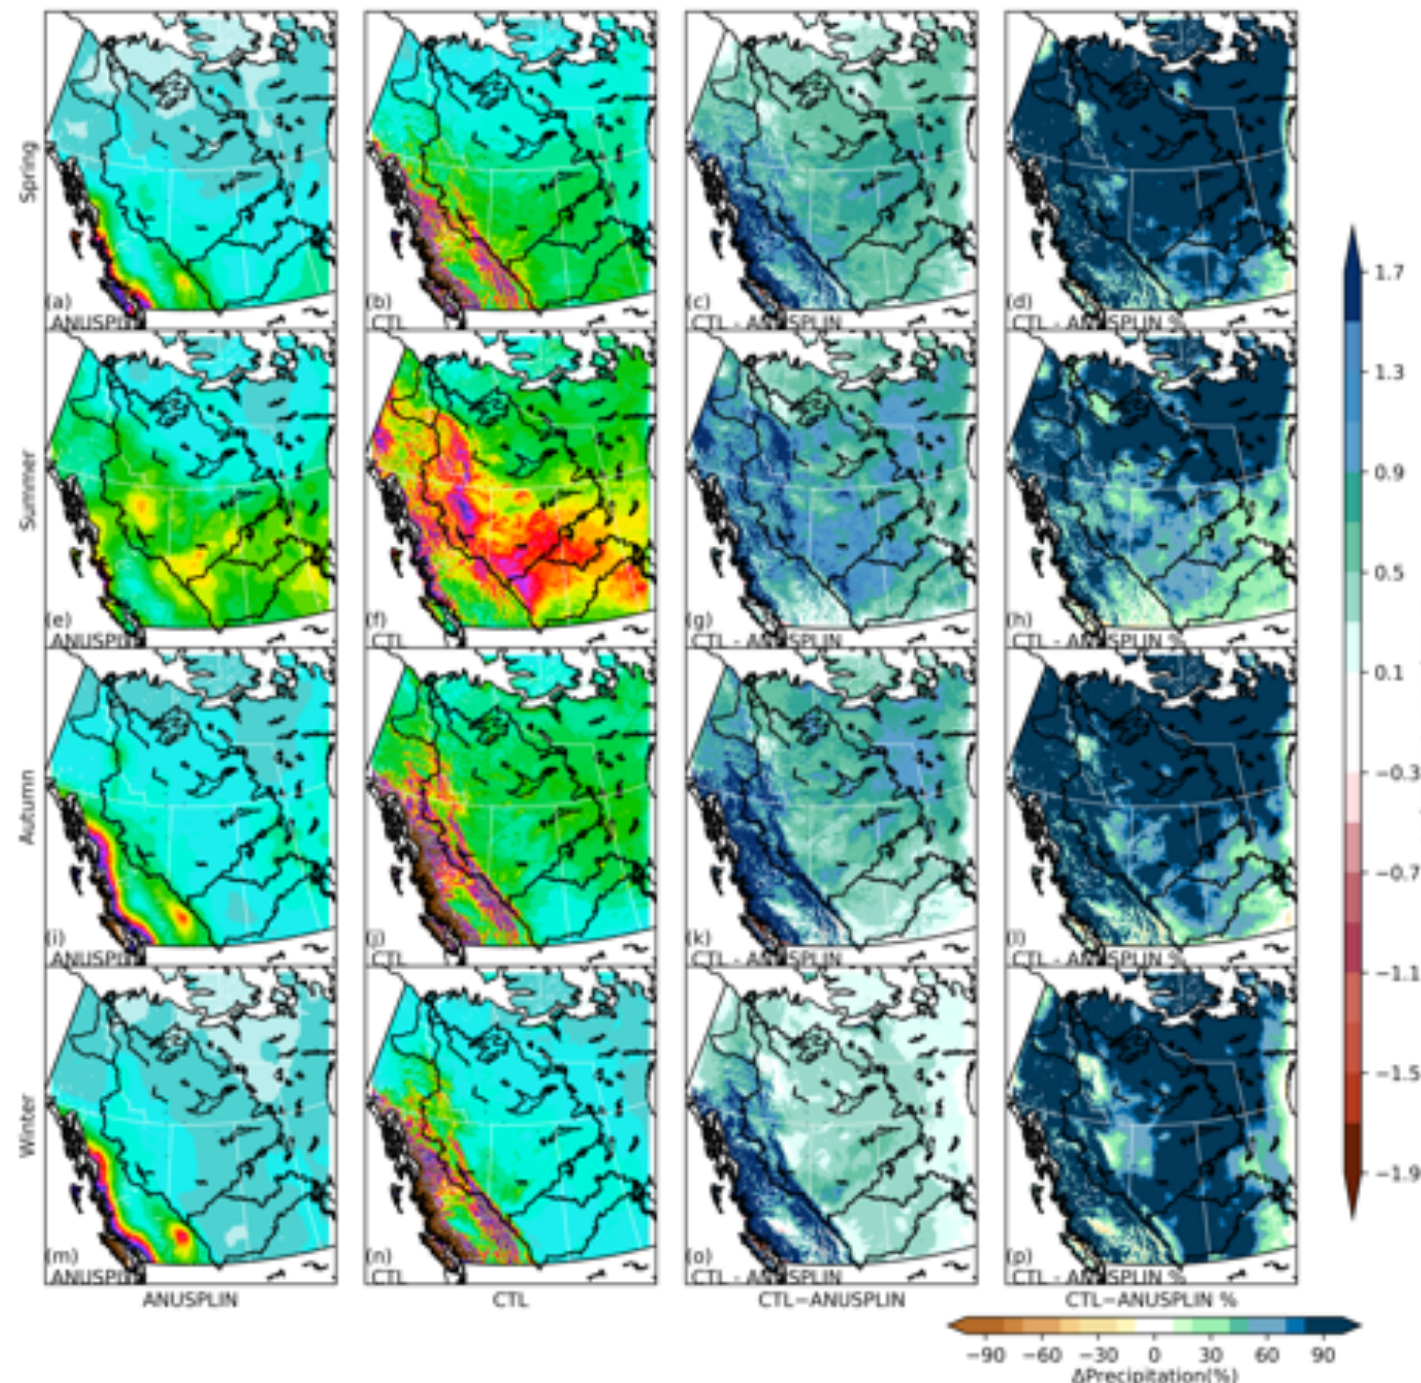 Spring
(a)
ANUSPLIN
(b)
CTL
(c)
CTL - ANUSPLIN
(d)
CTL - ANUSPLIN %
Summer
(e)
ANUSPLIN
(f)
CTL
(g)
CTL - ANUSPLIN
(h)
CTL - ANUSPLIN %
Autumn
(i)
ANUSPLIN
(j)
CTL
(k)
CTL - ANUSPLIN
(l)
CTL - ANUSPLIN %
Winter
(m)
ANUSPLIN
(n)
CTL
(o)
CTL - ANUSPLIN
(p)
CTL - ANUSPLIN %
ANUSPLIN
CTL
CTL−ANUSPLIN
CTL−ANUSPLIN %
1.7
1.3
0.9
0.5
0.1
−0.3
−0.7
−1.1
−1.5
−1.9
−90 −60 −30 0 30 60 90
ΔPrecipitation(%)